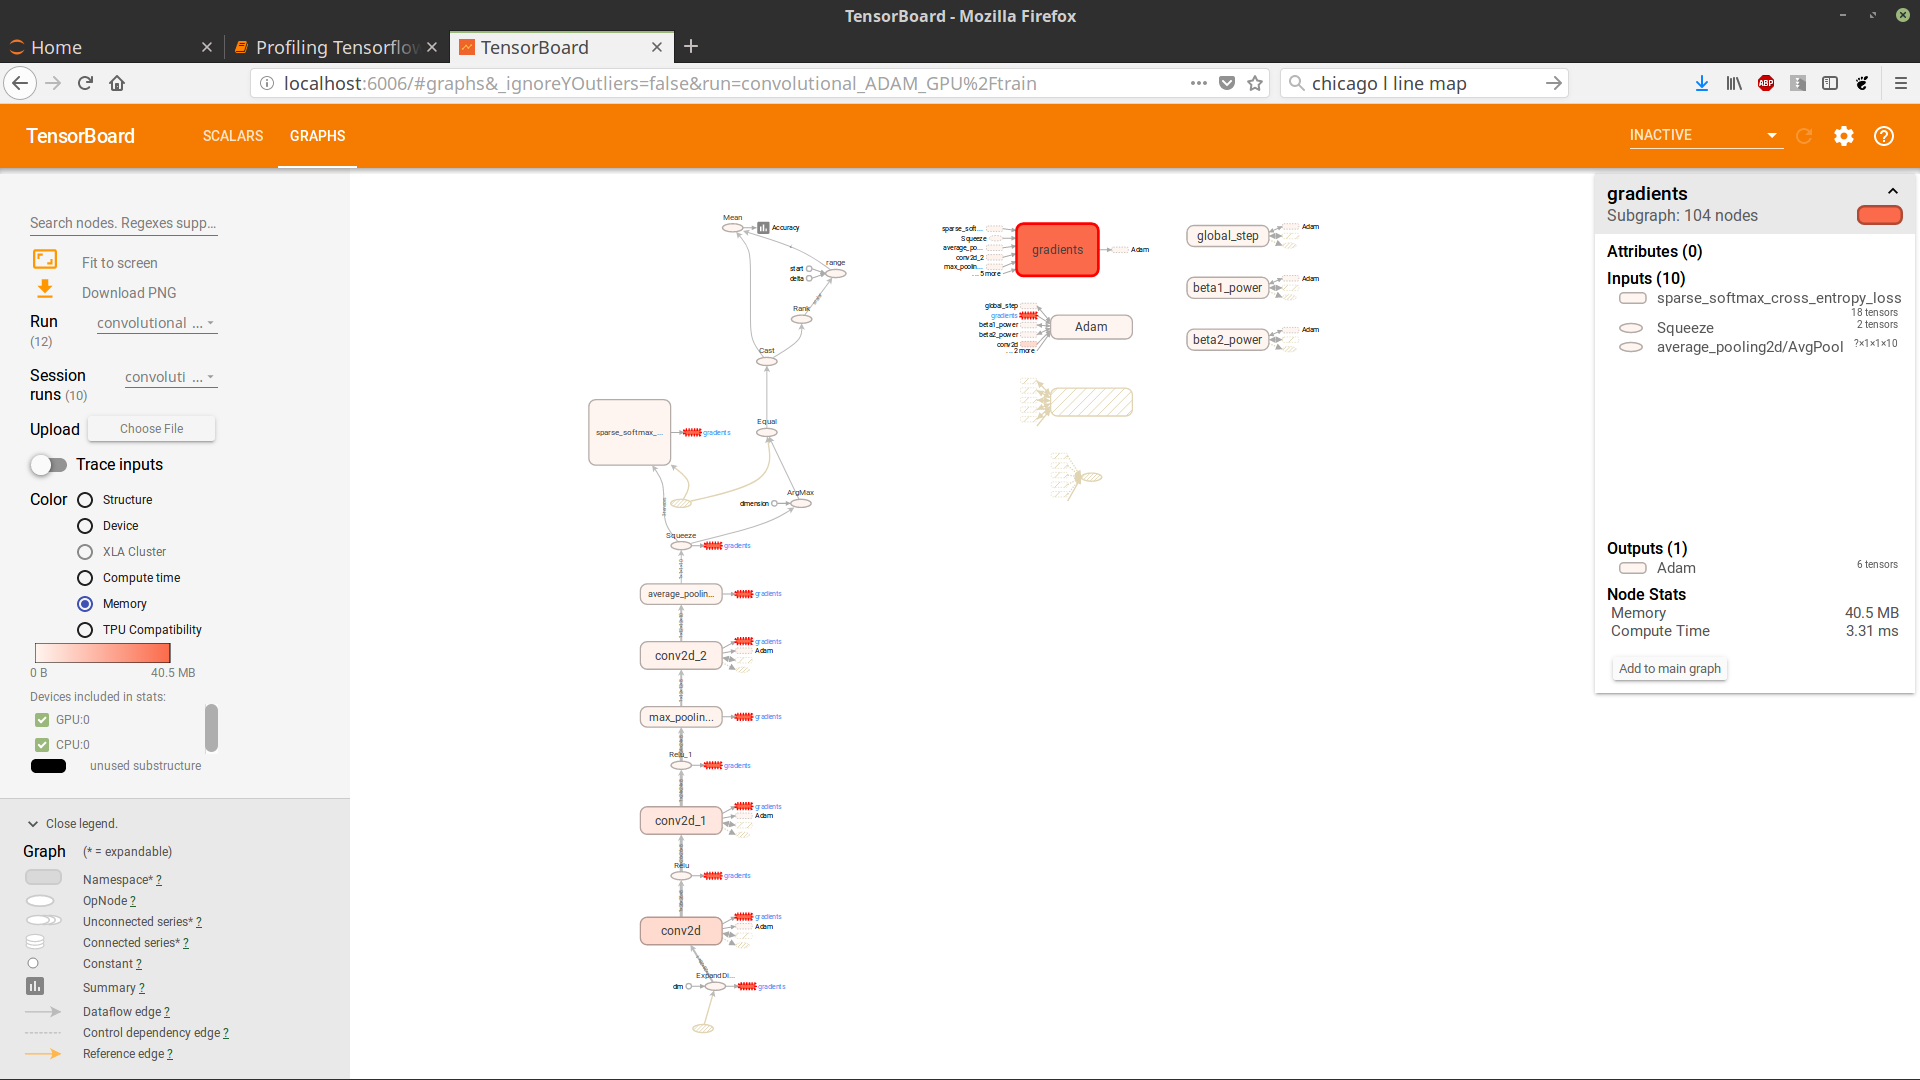 TensorBoard - Mozilla Firefox
Home
Profiling Tensorflow
TensorBoard
localhost:6006/#graphs&_ignoreYOutliers=false&run=convolutional_ADAM_GPU%2Ftrain
chicago l line map
ABP
TensorBoard
SCALARS
GRAPHS
INACTIVE
Search nodes. Regexes supp...
Fit to screen
Download PNG
Run
(12)
convolutional ...
Session
runs (10)
convoluti ...
Upload
Choose File
Trace inputs
Color
Structure
Device
XLA Cluster
Compute time
Memory
TPU Compatibility
0 B
40.5 MB
Devices included in stats:
GPU:0
CPU:0
unused substructure
Close legend.
Graph
(* = expandable)
Namespace* ?
OpNode ?
Unconnected series* ?
Connected series* ?
Constant ?
Summary ?
Dataflow edge ?
Control dependency edge ?
Reference edge ?
Mean
Accuracy
range
start
delta
Rank
Cast
Equal
sparse_softmax_...
gradients
ArgMax
dimension
Squeeze
gradients
average_poolin...
gradients
conv2d_2
gradients
Adam
max_poolin...
gradients
Relu_1
gradients
conv2d_1
gradients
Adam
Relu
gradients
conv2d
gradients
Adam
ExpandDi...
dim
gradients
sparse_soft...
Squeeze
average_po...
conv2d_2
max_poolin...
... 5 more
gradients
Adam
global_step
gradients
beta1_power
beta2_power
conv2d
... 2 more
Adam
global_step
Adam
beta1_power
Adam
beta2_power
Adam
gradients
Subgraph: 104 nodes
Attributes (0)
Inputs (10)
sparse_softmax_cross_entropy_loss
18 tensors
Squeeze
2 tensors
average_pooling2d/AvgPool
?×1×1×10
Outputs (1)
Adam
6 tensors
Node Stats
Memory
40.5 MB
Compute Time
3.31 ms
Add to main graph